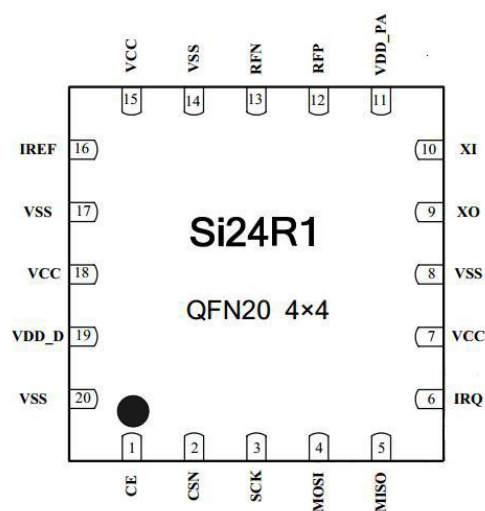 VCC VSS RFN RFP VDD_PA
15 14 13 12 11
IREF 16 10 XI
VSS 17 9 XO
Si24R1
VCC 18 8 VSS
QFN20 4×4
VDD_D 19 7 VCC
VSS 20 6 IRQ
1 2 3 4 5
CE CSN SCK MOSI MISO